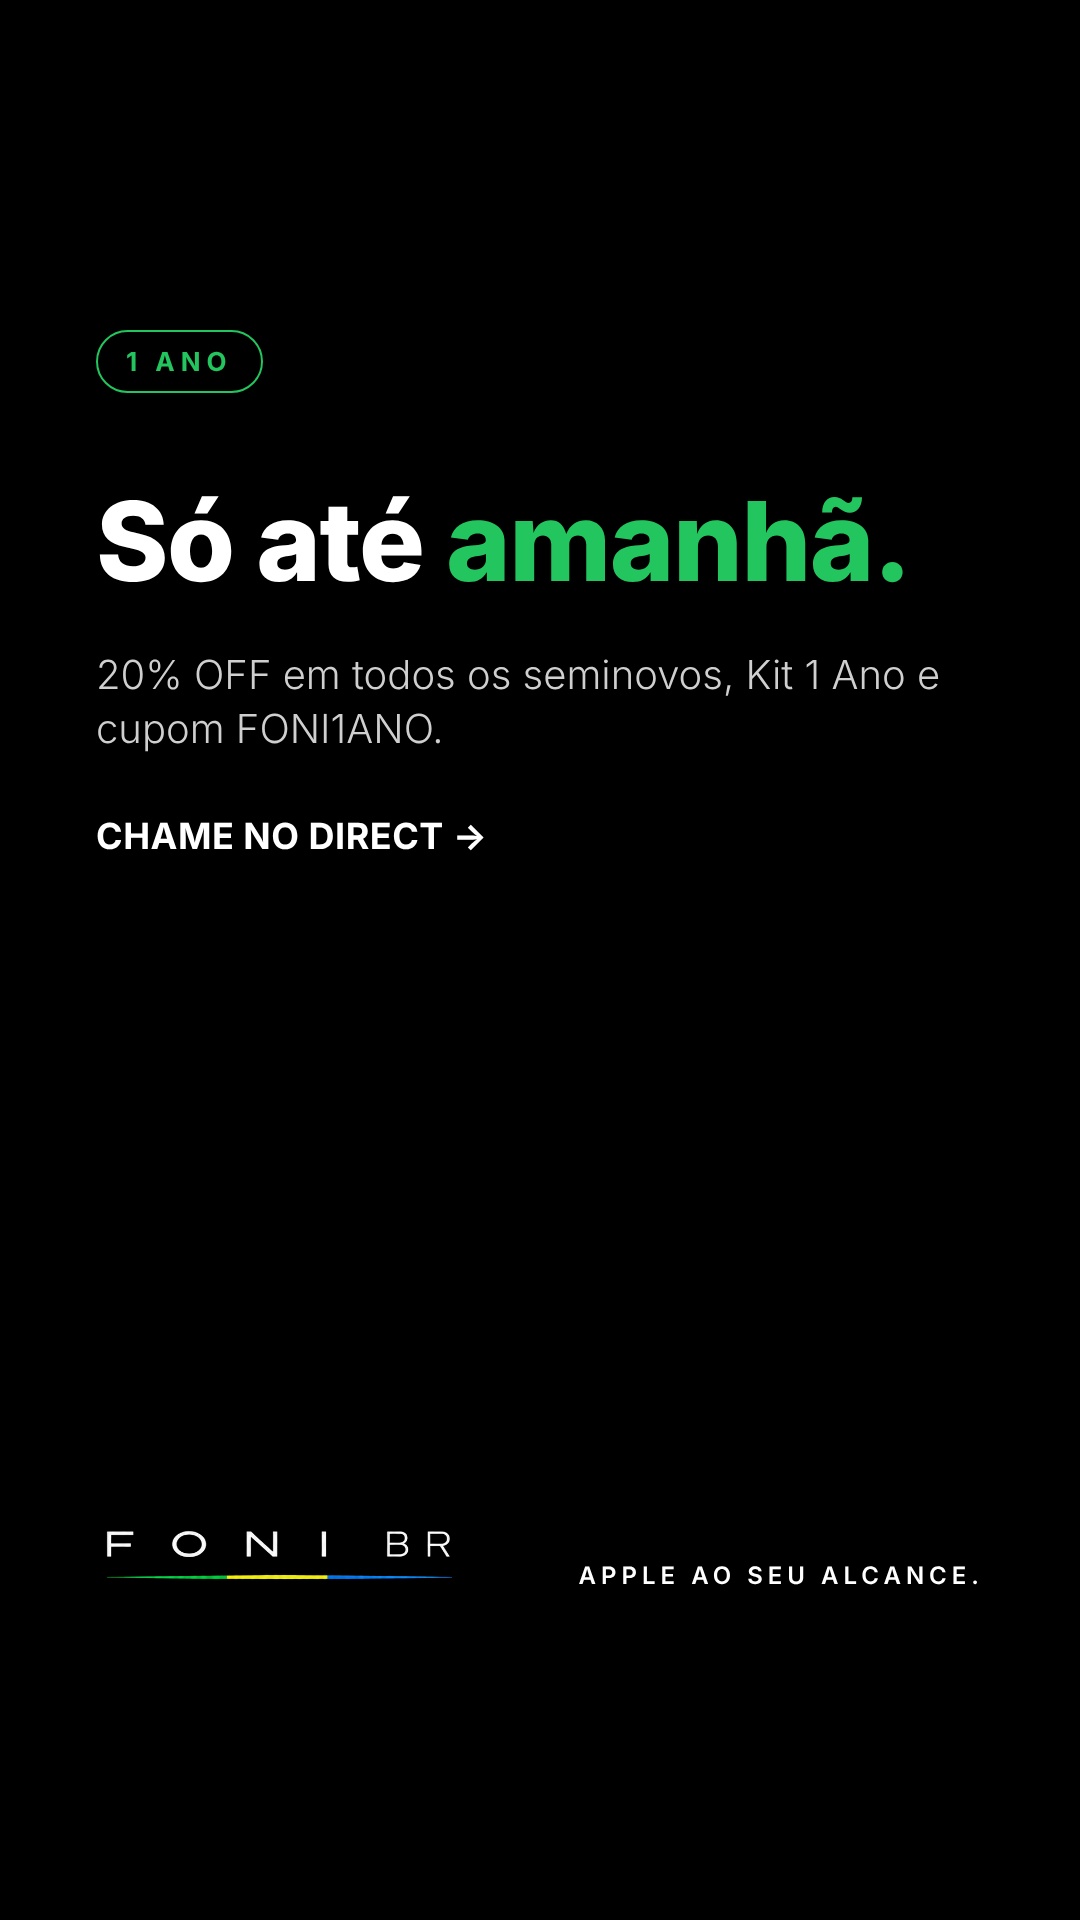 1 ANO
Só até amanhã.
20% OFF em todos os seminovos, Kit 1 Ano e
cupom FONI1ANO.
CHAME NO DIRECT →
FONI BR
APPLE AO SEU ALCANCE.